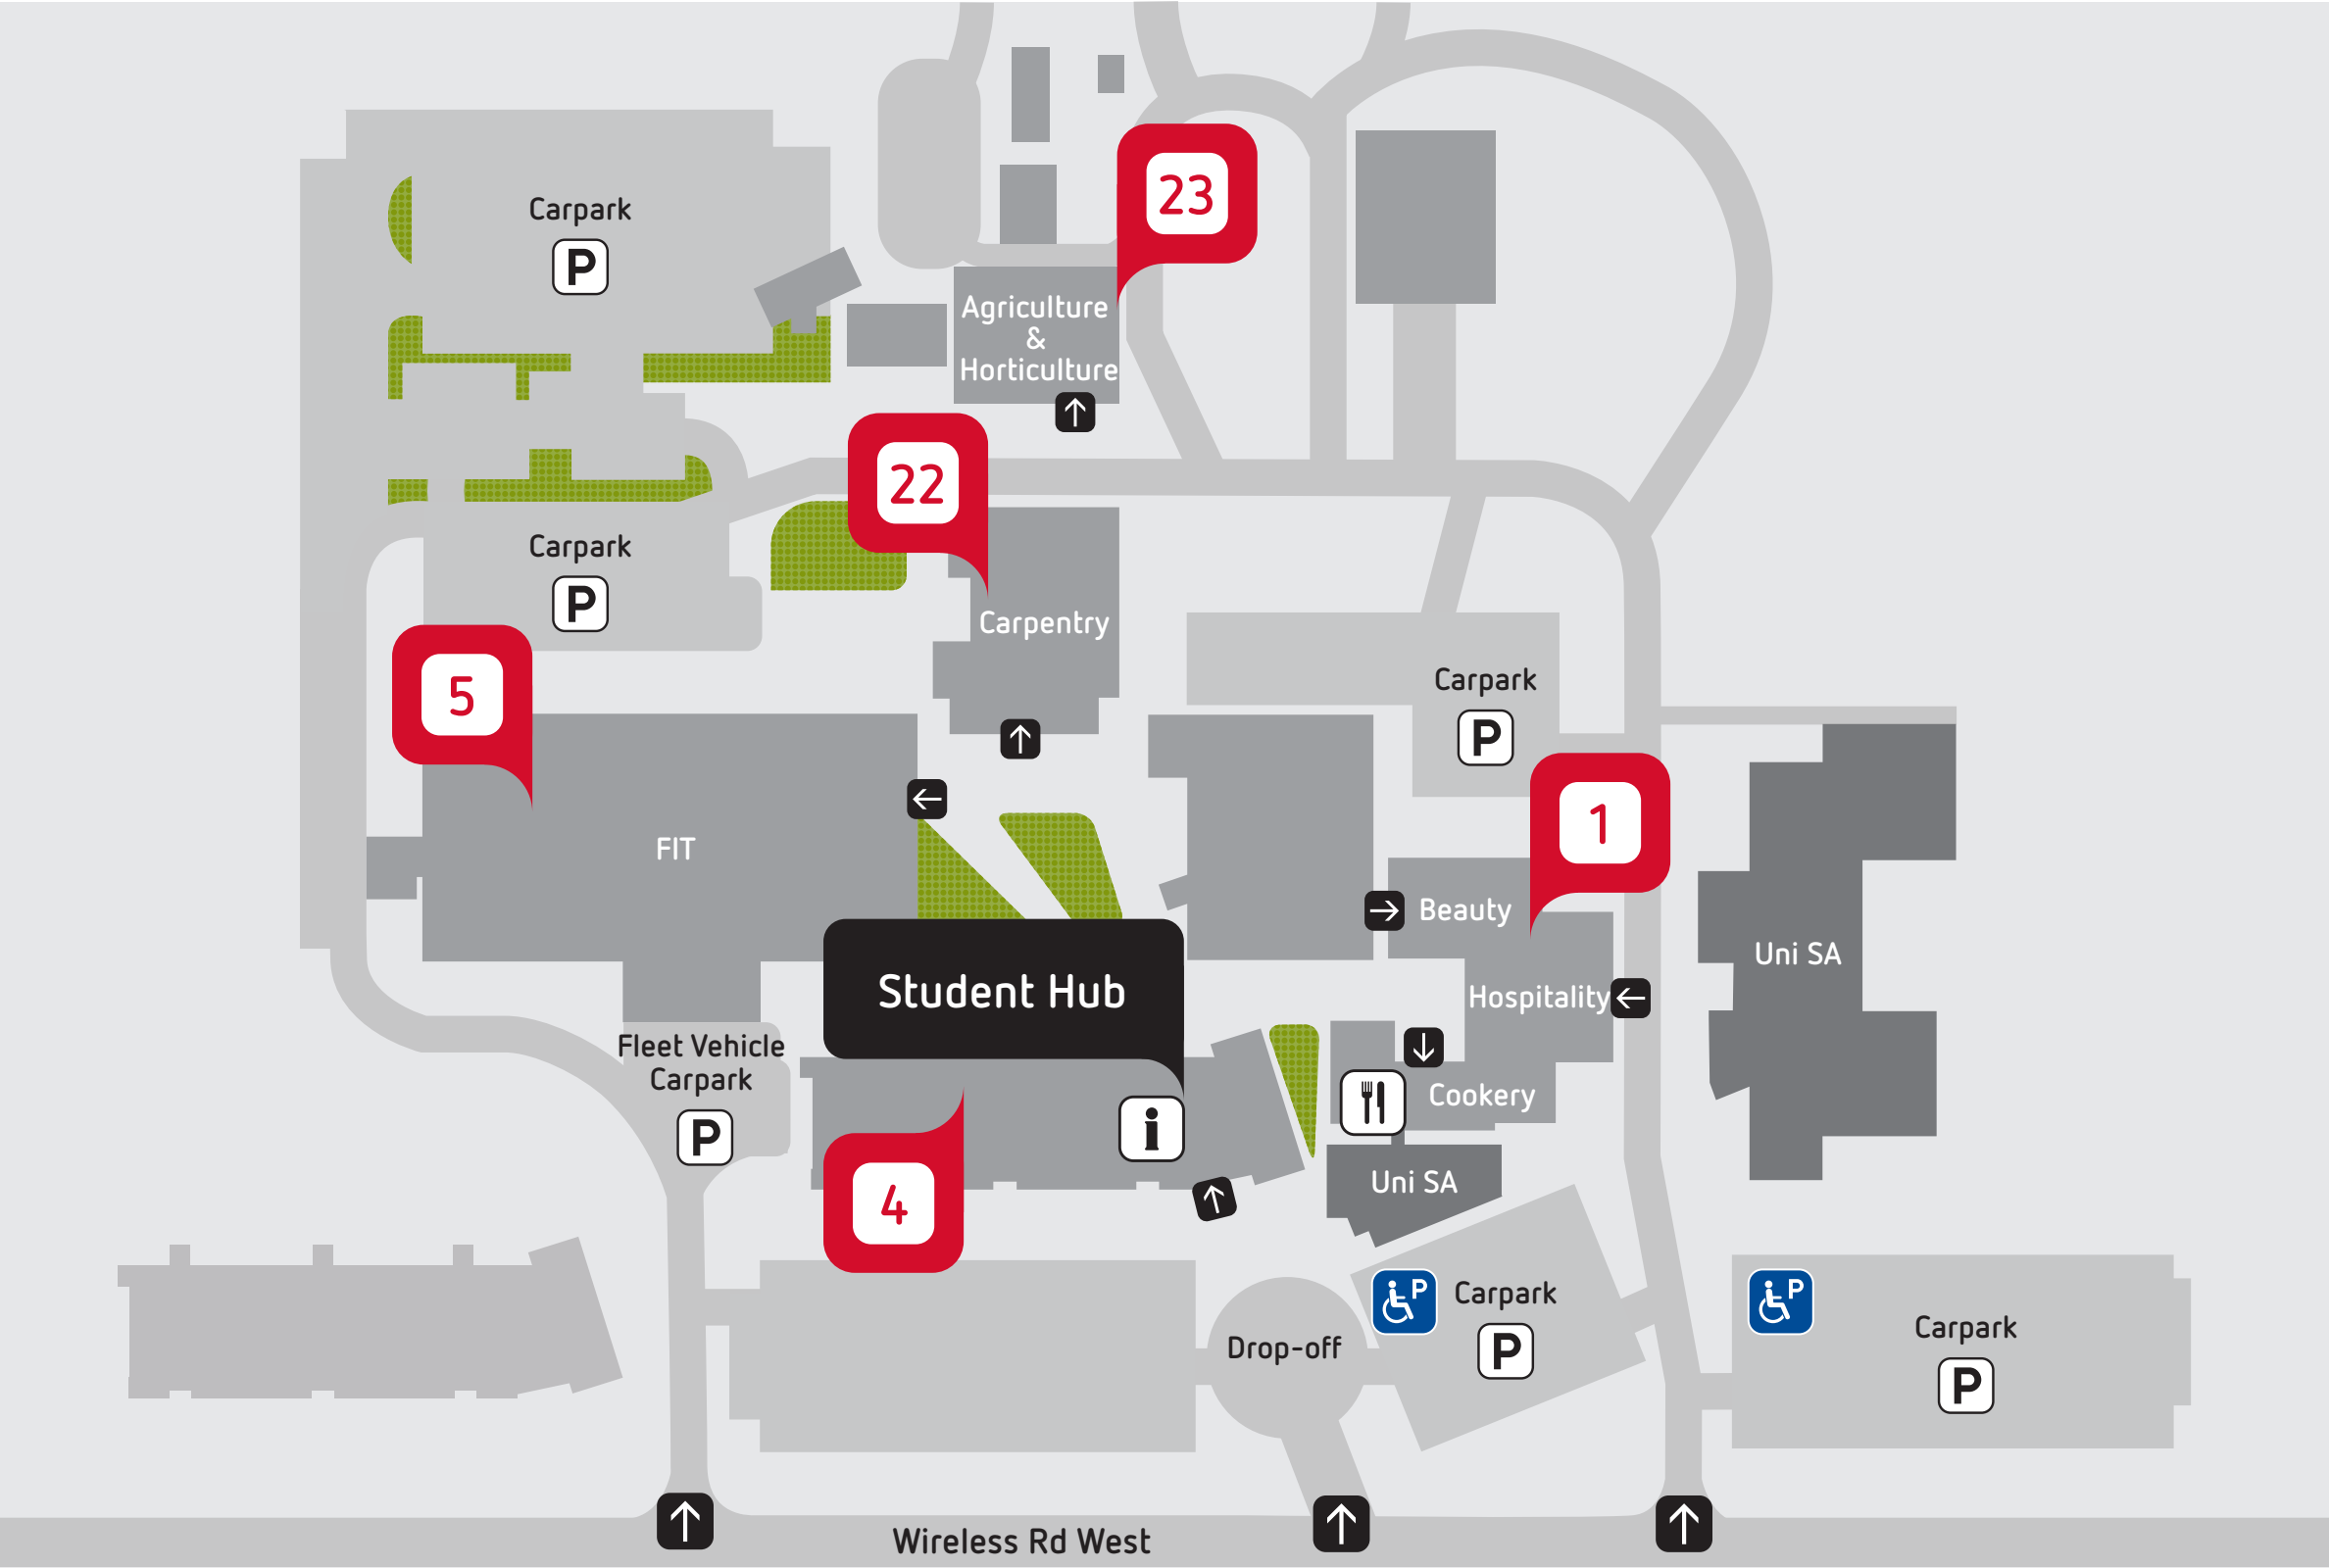 23
Carpark
P
Agriculture
&
Horticulture
22
Carpark
P
Carpentry
5
Carpark
P
1
FIT
Beauty
Uni SA
Student Hub
Hospitality
Fleet Vehicle
Carpark
P
Cookery
i
Uni SA
4
P
Carpark
P
P
Carpark
P
Drop-off
Wireless Rd West